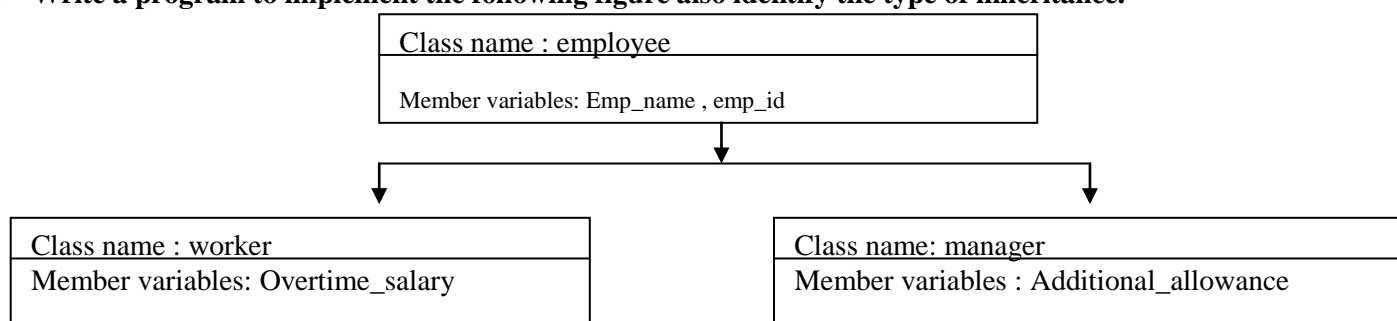 Write a program to implement the following figure also identify the type of inheritance.
Class name : employee
Member variables: Emp_name , emp_id
Class name : worker
Member variables: Overtime_salary
Class name: manager
Member variables : Additional_allowance